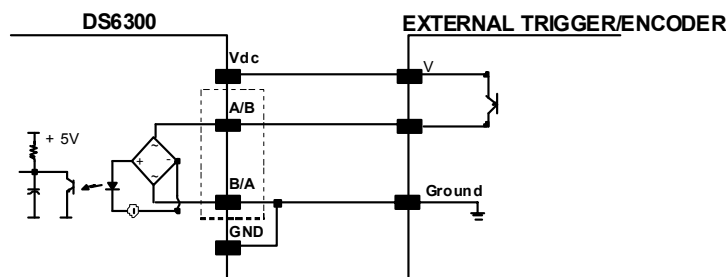 DS6300
EXTERNAL TRIGGER/ENCODER
Vdc
V
A/B
+ 5V
~
+ -
~
B/A
Ground
GND